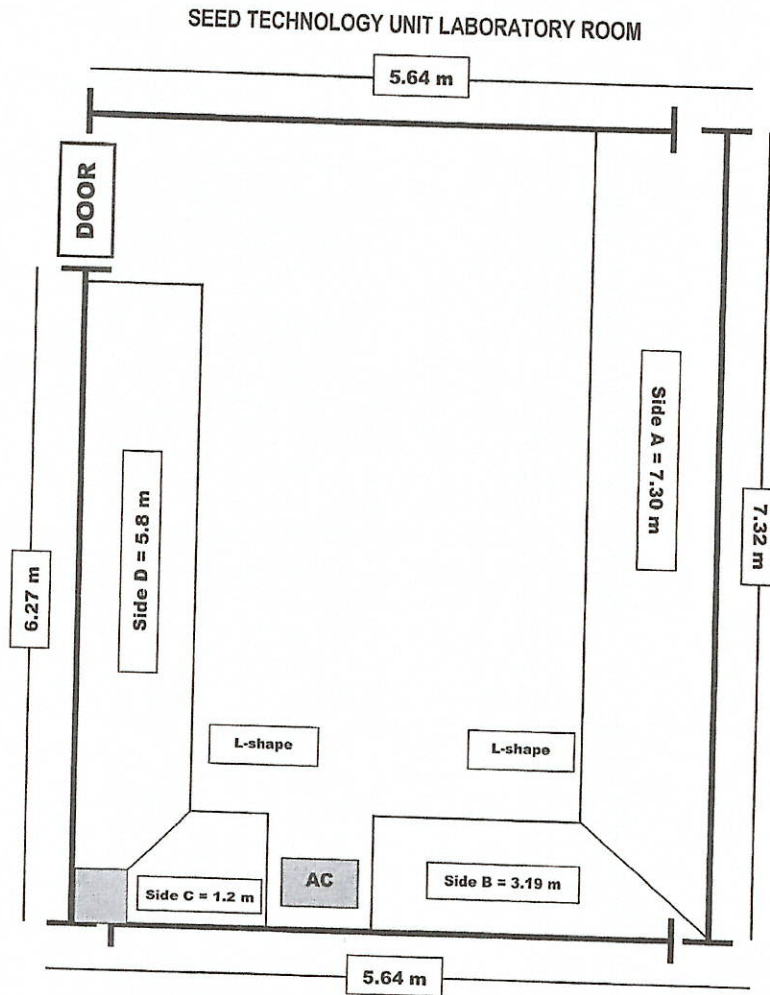 SEED TECHNOLOGY UNIT LABORATORY ROOM
5.64 m
DOOR
Side A = 7.30 m
7.32 m
Side D = 5.8 m
6.27 m
L-shape
L-shape
Side C = 1.2 m
AC
Side B = 3.19 m
5.64 m